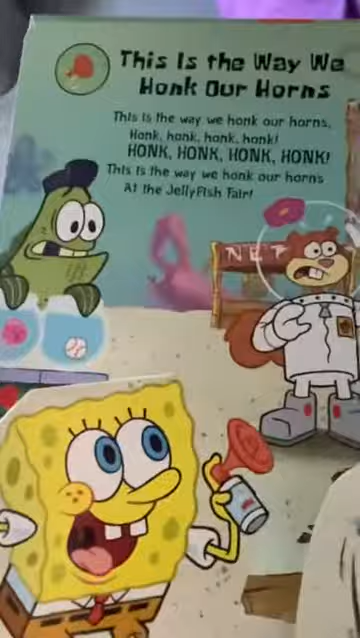 This Is the Way We
Honk Our Horns
This is the way we honk our horns,
Honk, honk, honk, honk!
HONK, HONK, HONK, HONK!
This is the way we honk our horns
At the Jellyfish Fair!
NET